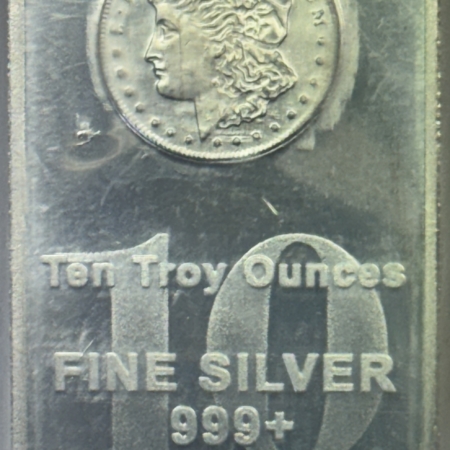 Ten Troy Ounces
10
FINE SILVER
999+